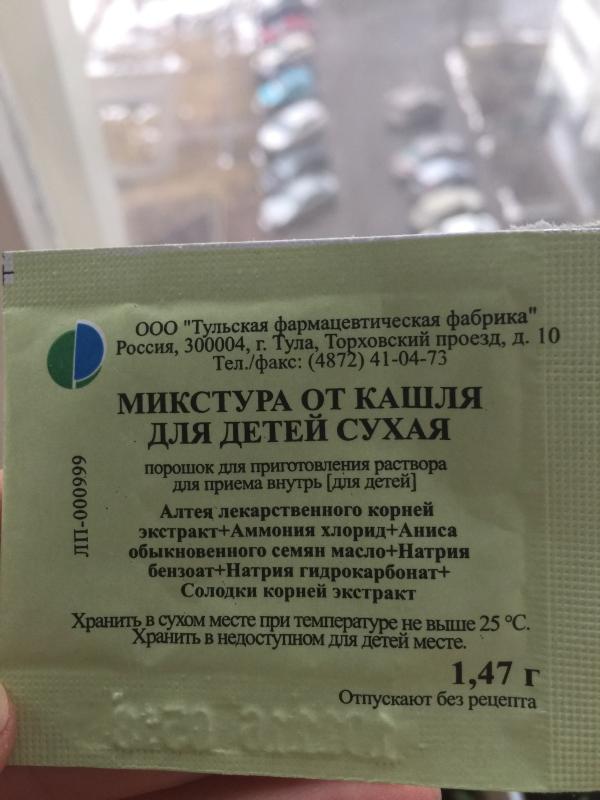 ООО "Тульская фармацевтическая фабрика"
Россия, 300004, г. Тула, Торховский проезд, д. 10
Тел./факс: (4872) 41-04-73
МИКСТУРА ОТ КАШЛЯ
ДЛЯ ДЕТЕЙ СУХАЯ
порошок для приготовления раствора
для приема внутрь [для детей]
ЛП-000999
Алтея лекарственного корней
экстракт+Аммония хлорид+Аниса
обыкновенного семян масло+Натрия
бензоат+Натрия гидрокарбонат+
Солодки корней экстракт
Хранить в сухом месте при температуре не выше 25 °С.
Хранить в недоступном для детей месте.
1,47 г
Отпускают без рецепта